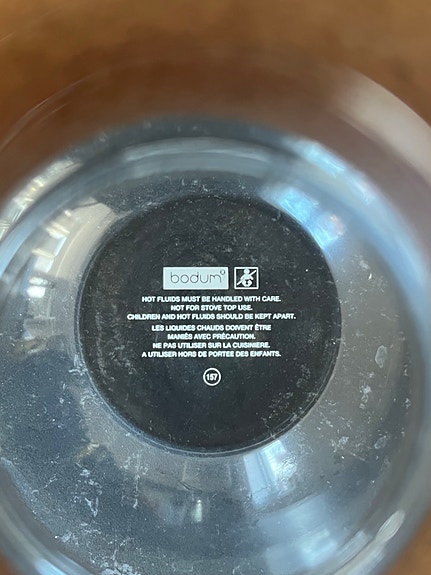 bodum®
HOT FLUIDS MUST BE HANDLED WITH CARE.
NOT FOR STOVE TOP USE.
CHILDREN AND HOT FLUIDS SHOULD BE KEPT APART.
LES LIQUIDES CHAUDS DOIVENT ÊTRE
MANIÉS AVEC PRÉCAUTION.
NE PAS UTILISER SUR LA CUISINIÈRE.
A UTILISER HORS DE PORTEE DES ENFANTS.
157